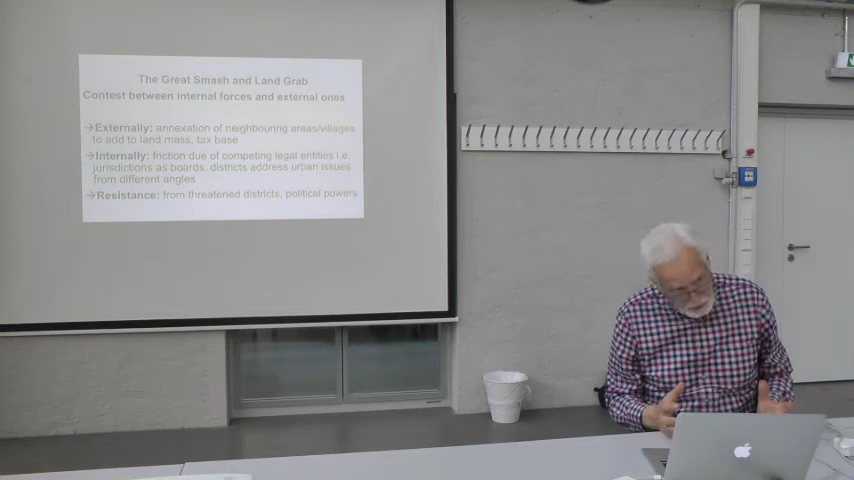 The Great Smash and Land Grab
Contest between internal forces and external ones
→Externally: annexation of neighbouring areas/villages
to add to land mass, tax base
→Internally: friction due of competing legal entities i.e.
jurisdictions as boards, districts address urban issues
from different angles
→Resistance: from threatened districts, political powers